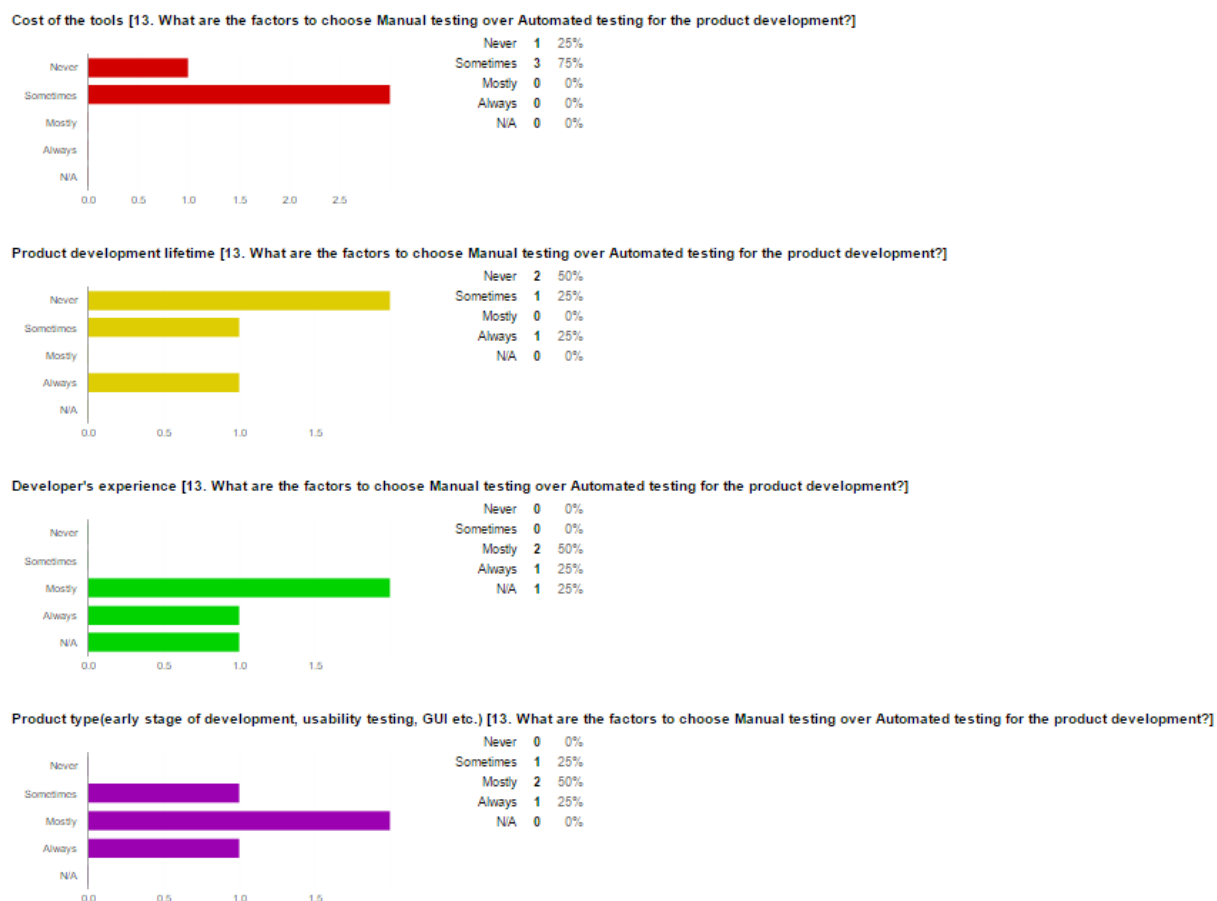 Cost of the tools [13. What are the factors to choose Manual testing over Automated testing for the product development?]
Never 1 25%
Sometimes 3 75%
Mostly 0 0%
Always 0 0%
N/A 0 0%
Never
Sometimes
Mostly
Always
N/A
0.0 0.5 1.0 1.5 2.0 2.5
Product development lifetime [13. What are the factors to choose Manual testing over Automated testing for the product development?]
Never 2 50%
Sometimes 1 25%
Mostly 0 0%
Always 1 25%
N/A 0 0%
Never
Sometimes
Mostly
Always
N/A
0.0 0.5 1.0 1.5
Developer's experience [13. What are the factors to choose Manual testing over Automated testing for the product development?]
Never 0 0%
Sometimes 0 0%
Mostly 2 50%
Always 1 25%
N/A 1 25%
Never
Sometimes
Mostly
Always
N/A
0.0 0.5 1.0 1.5
Product type(early stage of development, usability testing, GUI etc.) [13. What are the factors to choose Manual testing over Automated testing for the product development?]
Never 0 0%
Sometimes 1 25%
Mostly 2 50%
Always 1 25%
N/A 0 0%
Never
Sometimes
Mostly
Always
N/A
0.0 0.5 1.0 1.5